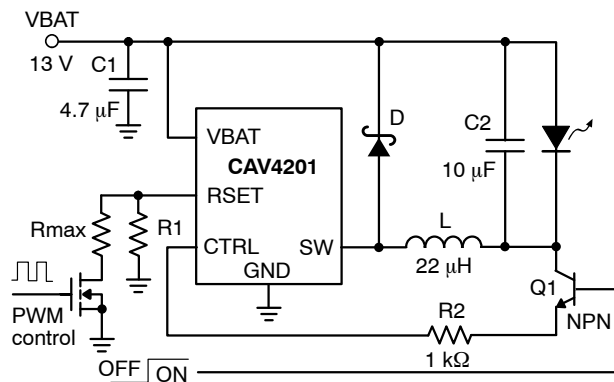 VBAT
13 V
C1
4.7 μF
VBAT
CAV4201
RSET
CTRL
SW
GND
D
C2
10 μF
L
22 μH
Rmax
R1
PWM
control
Q1
NPN
R2
1 kΩ
OFF ON